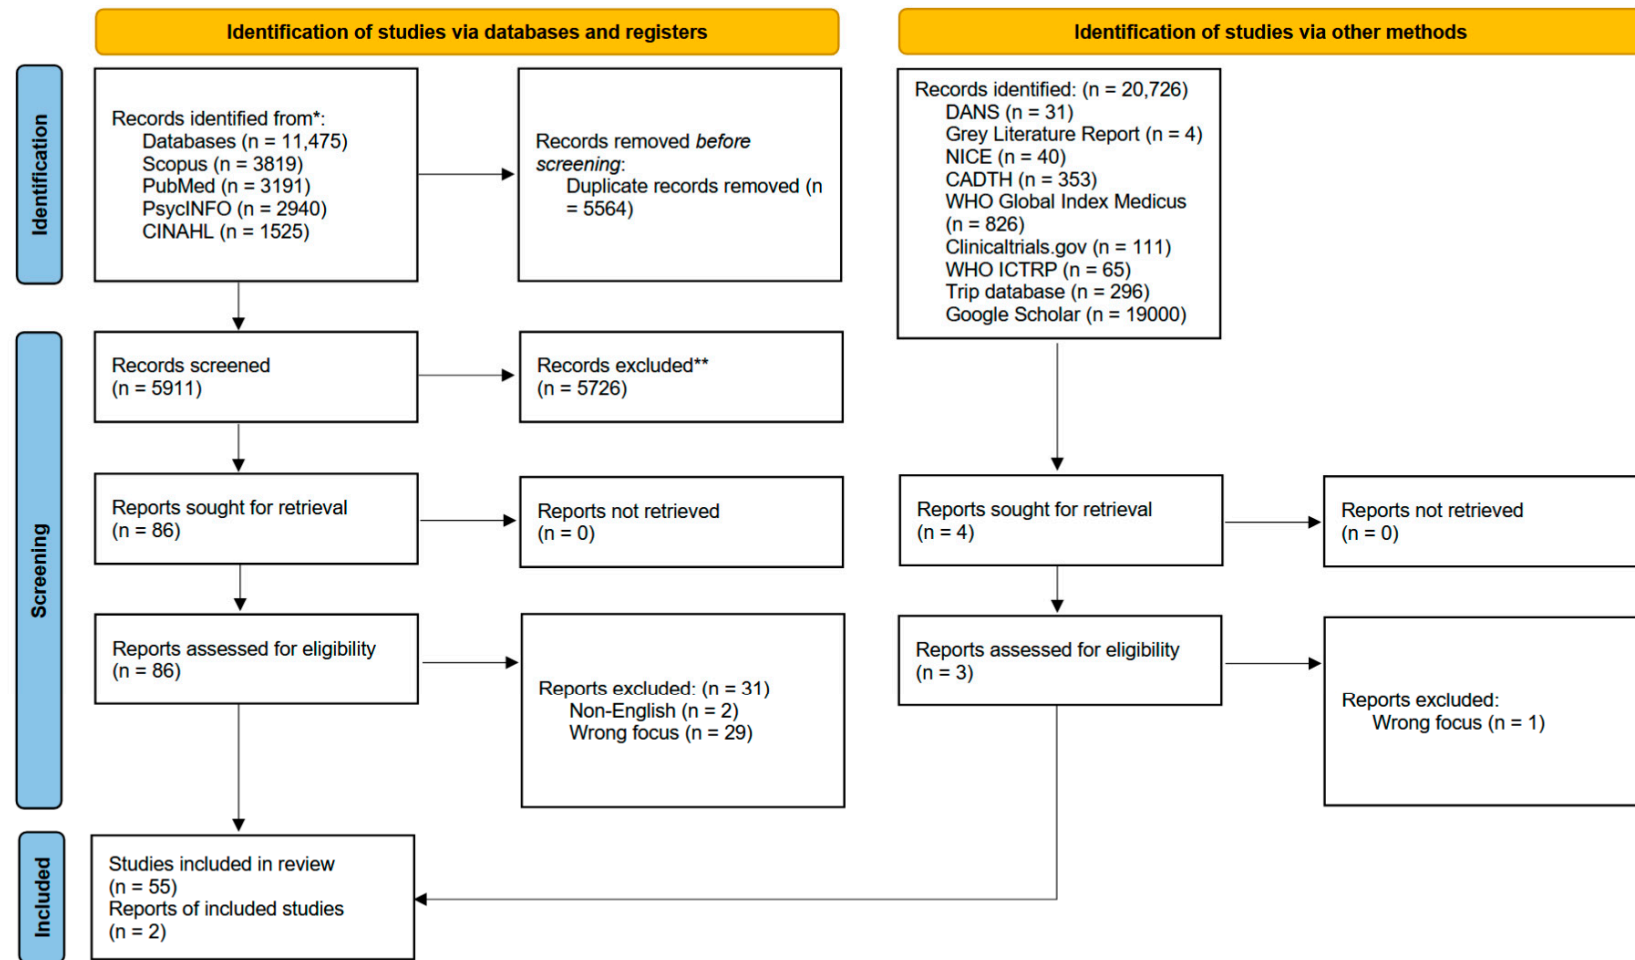 Identification of studies via databases and registers
Identification of studies via other methods
Identification
Records identified from*:
Databases (n = 11,475)
Scopus (n = 3819)
PubMed (n = 3191)
PsycINFO (n = 2940)
CINAHL (n = 1525)
Records removed before
screening:
Duplicate records removed (n
= 5564)
Records identified: (n = 20,726)
DANS (n = 31)
Grey Literature Report (n = 4)
NICE (n = 40)
CADTH (n = 353)
WHO Global Index Medicus
(n = 826)
Clinicaltrials.gov (n = 111)
WHO ICTRP (n = 65)
Trip database (n = 296)
Google Scholar (n = 19000)
Screening
Records screened
(n = 5911)
Records excluded**
(n = 5726)
Reports sought for retrieval
(n = 86)
Reports not retrieved
(n = 0)
Reports sought for retrieval
(n = 4)
Reports not retrieved
(n = 0)
Reports assessed for eligibility
(n = 86)
Reports excluded: (n = 31)
Non-English (n = 2)
Wrong focus (n = 29)
Reports assessed for eligibility
(n = 3)
Reports excluded:
Wrong focus (n = 1)
Included
Studies included in review
(n = 55)
Reports of included studies
(n = 2)